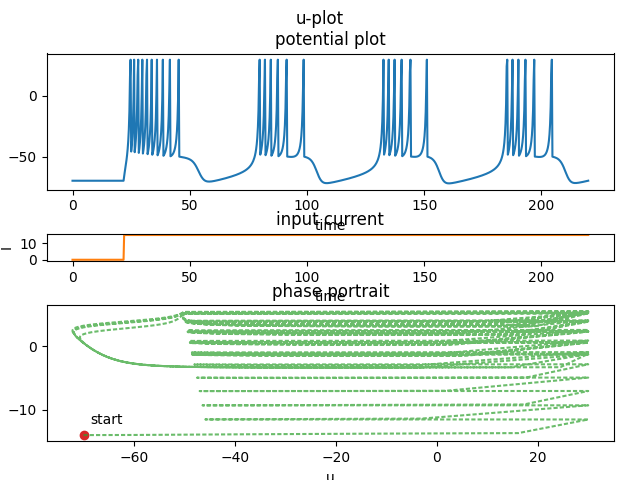 u-plot
potential plot
0
−50
0 50 100 150 200
time
input current
I
10
0
0 50 100 150 200
time
phase portrait
0
−10
start
−60 −40 −20 0 20
u